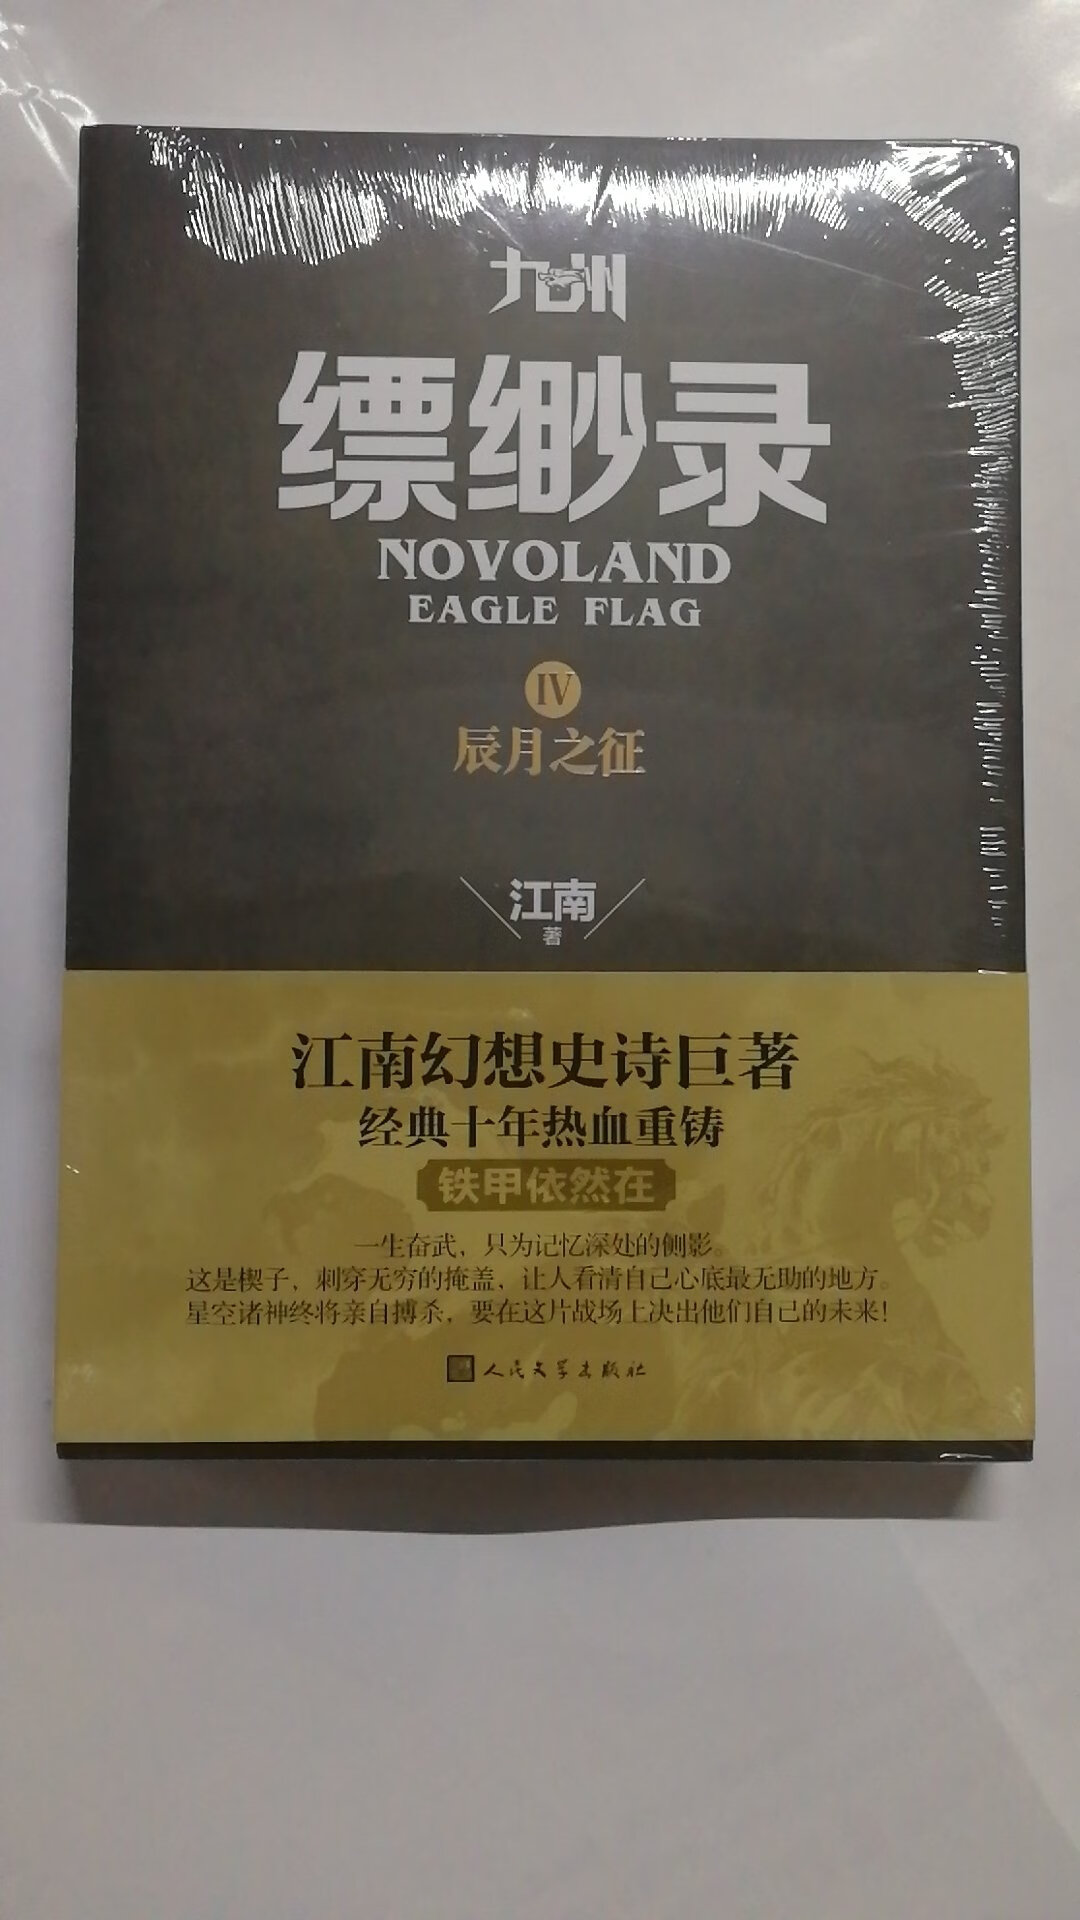 九州
缥缈录
NOVOLAND
EAGLE FLAG
IV
辰月之征
江南
著
江南幻想史诗巨著
经典十年热血重铸
铁甲依然在
一生奋武，只为记忆深处的侧影。
这是楔子，刺穿无穷的掩盖，让人看清自己心底最无助的地方。
星空诸神终将亲自搏杀，要在这片战场上决出他们自己的未来！
人民文学出版社